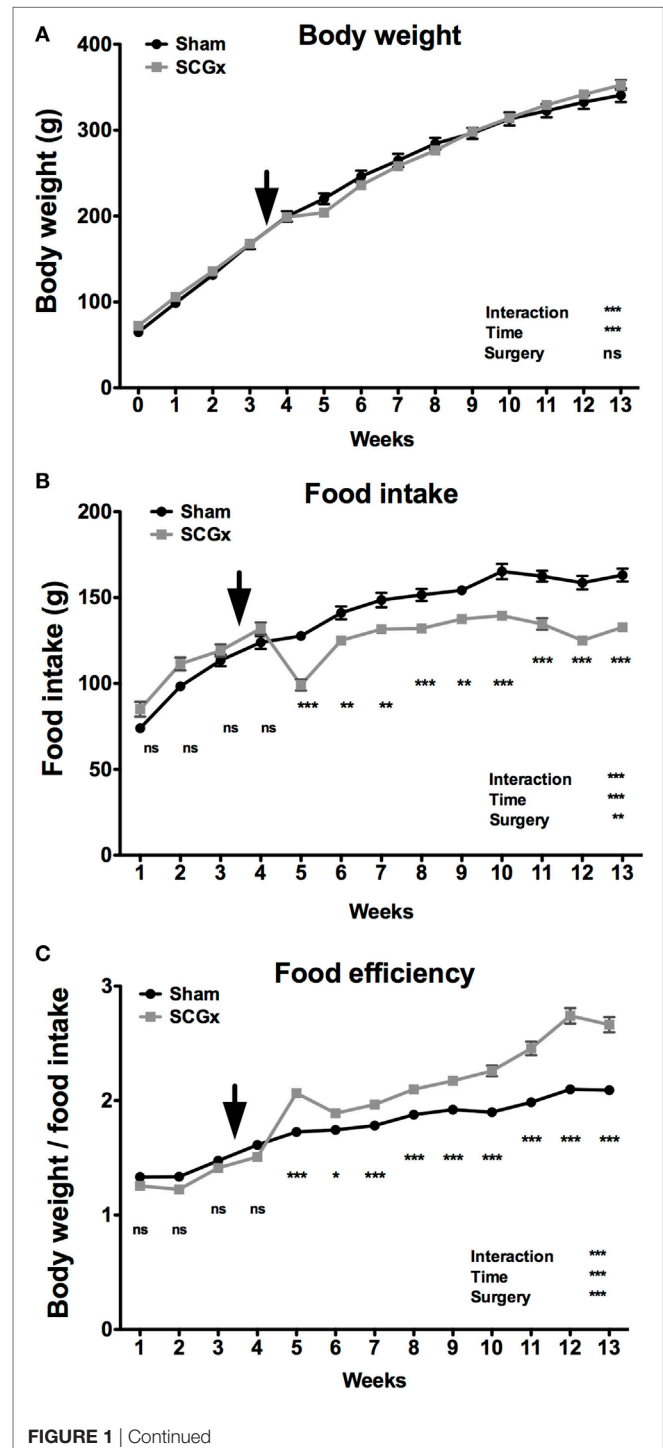 A
Body weight
Sham
SCGx
400
300
200
100
0
Body weight (g)
Interaction ***
Time ***
Surgery ns
0 1 2 3 4 5 6 7 8 9 10 11 12 13
Weeks
B
Food intake
Sham
SCGx
200
150
100
50
0
Food intake (g)
*** *** ***
*** ** ** *** ** ***
ns ns ns ns
Interaction ***
Time ***
Surgery **
1 2 3 4 5 6 7 8 9 10 11 12 13
Weeks
C
Food efficiency
Sham
SCGx
3
2
1
0
Body weight / food intake
*** * *** *** *** *** *** *** ***
ns ns ns ns
Interaction ***
Time ***
Surgery ***
1 2 3 4 5 6 7 8 9 10 11 12 13
Weeks
FIGURE 1 | Continued